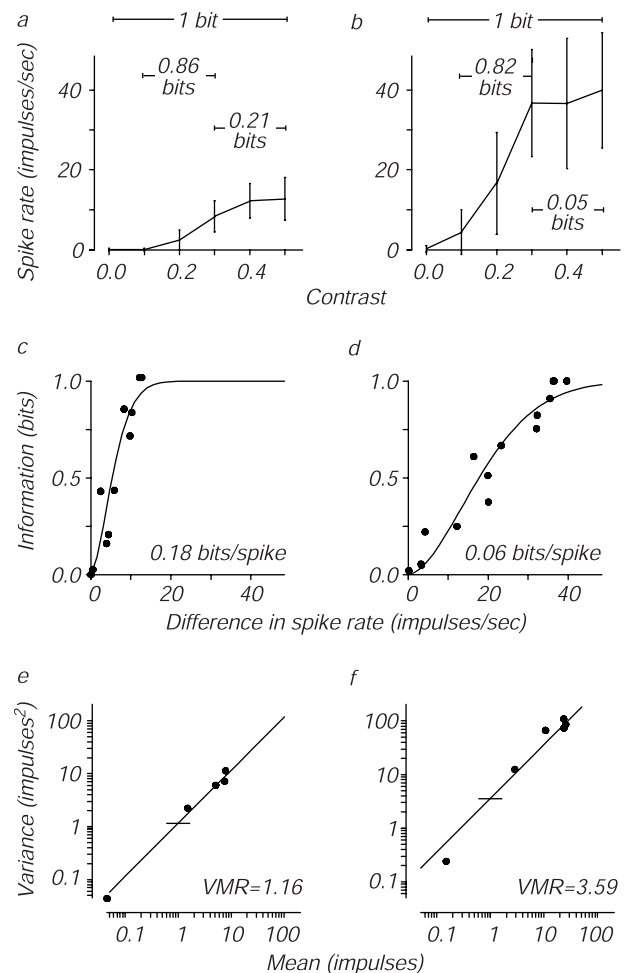 a
b
1 bit
1 bit
Spike rate (impulses/sec)
40
20
0
0.86
bits
0.21
bits
0.0
0.2
0.4
40
20
0
0.82
bits
0.05
bits
0.0
0.2
0.4
Contrast
c
d
Information (bits)
1.0
0.5
0.0
0.18 bits/spike
0
20
40
1.0
0.5
0.0
0.06 bits/spike
0
20
40
Difference in spike rate (impulses/sec)
e
f
Variance (impulses²)
100
10
1
0.1
VMR=1.16
0.1
1
10
100
100
10
1
0.1
VMR=3.59
0.1
1
10
100
Mean (impulses)